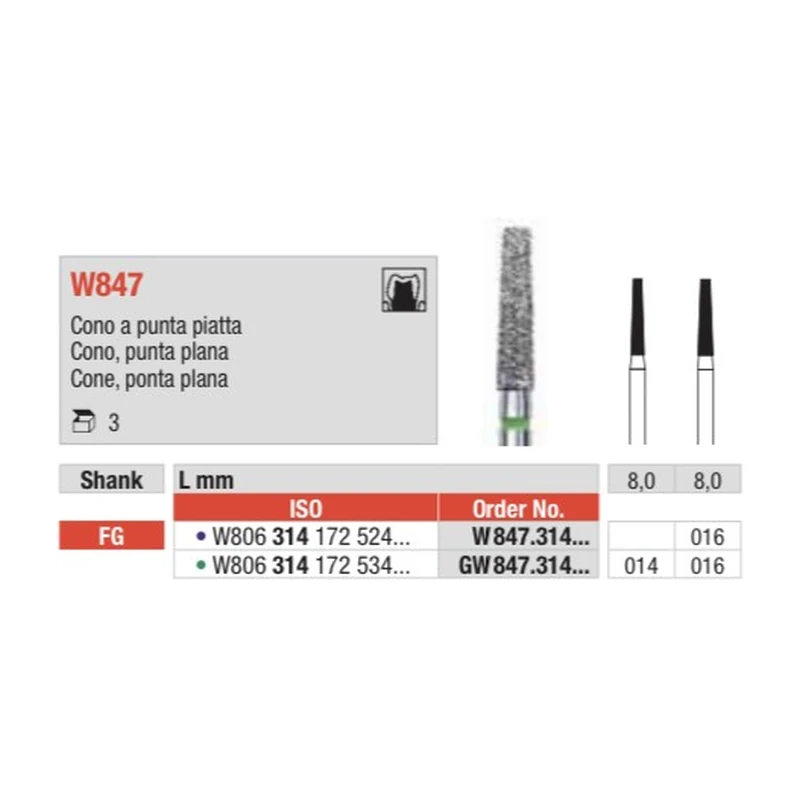 W847
Cono a punta piatta
Cono, punta plana
Cone, ponta plana
3
Shank L mm 8,0 8,0
ISO Order No.
FG • W806 314 172 524... W847.314... 016
• W806 314 172 534... GW847.314... 014 016